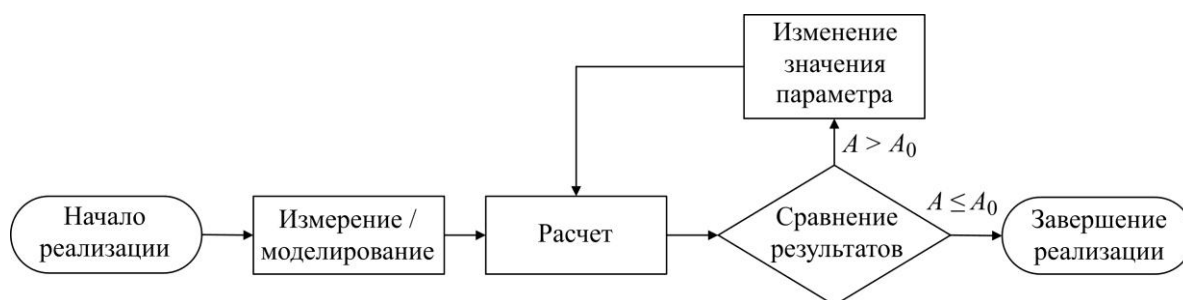 Изменение
значения
параметра
A > A₀
Начало
реализации
Измерение /
моделирование
Расчет
Сравнение
результатов
A ≤ A₀
Завершение
реализации